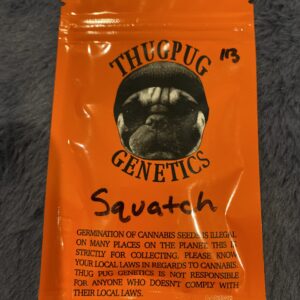 THUGPUG
GENETICS
Squatch
GERMINATION OF CANNABIS SEEDS IS ILLEGAL
ON MANY PLACES ON THE PLANET. THIS IS
STRICTLY FOR COLLECTING. PLEASE KNOW
YOUR LOCAL LAWS IN REGARDS TO CANNABIS.
THUG PUG GENETICS IS NOT RESPONSIBLE
FOR ANYONE WHO DOESN'T COMPLY WITH
THEIR LOCAL LAWS.